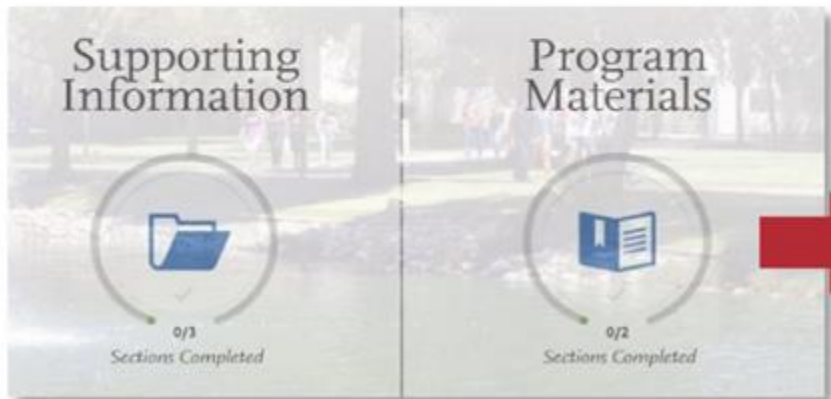 Supporting
Information
0/3
Sections Completed
Program
Materials
0/2
Sections Completed